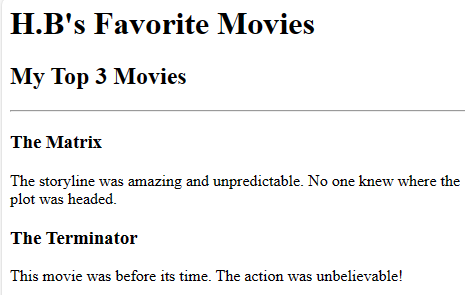 H.B's Favorite Movies
My Top 3 Movies
The Matrix
The storyline was amazing and unpredictable. No one knew where the
plot was headed.
The Terminator
This movie was before its time. The action was unbelievable!